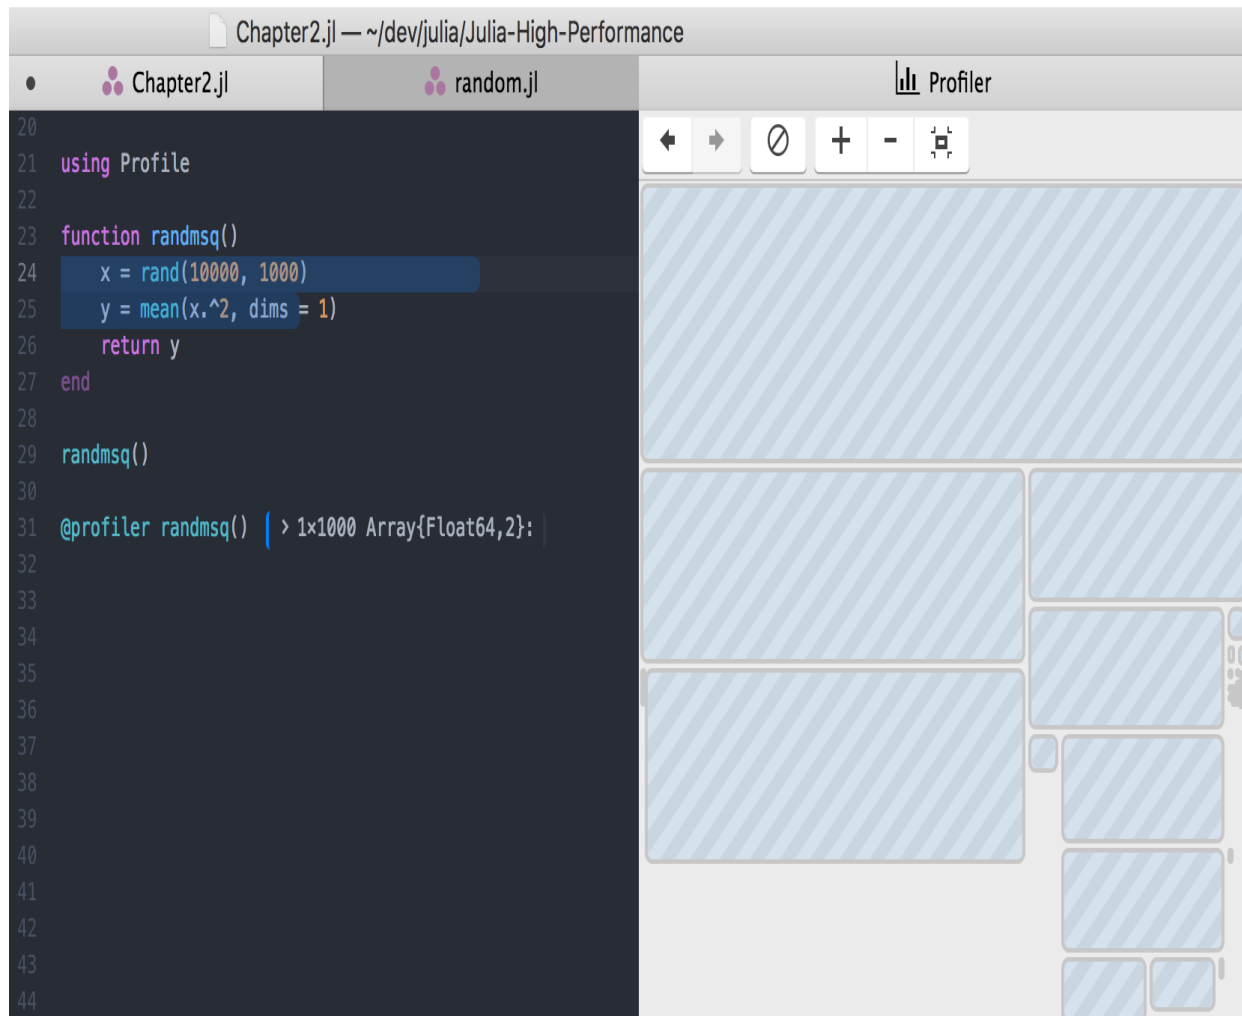 Chapter2.jl — ~/dev/julia/Julia-High-Performance
Chapter2.jl
random.jl
Profiler
20
21 using Profile
22
23 function randmsq()
24 x = rand(10000, 1000)
25 y = mean(x.^2, dims = 1)
26 return y
27 end
28
29 randmsq()
30
31 @profiler randmsq() > 1×1000 Array{Float64,2}:
32
33
34
35
36
37
38
39
40
41
42
43
44